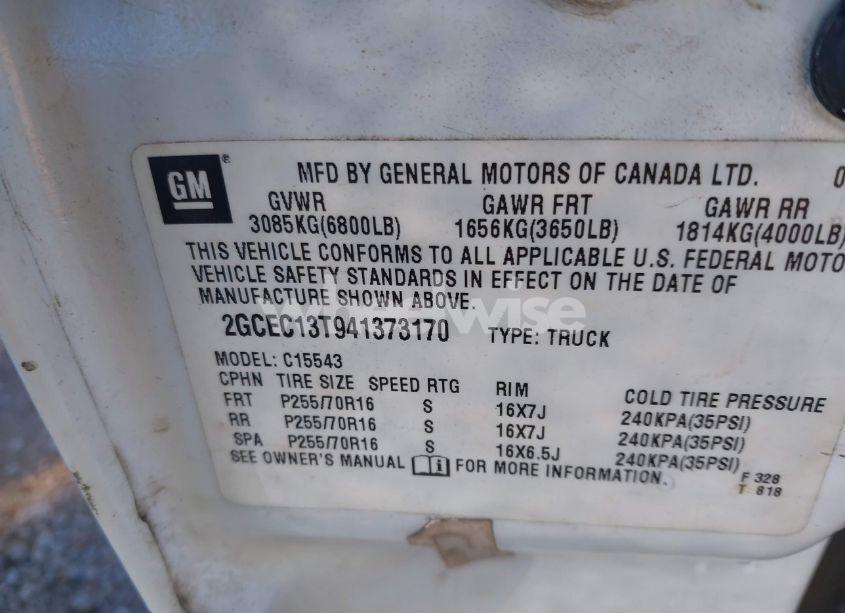 GM® MFD BY GENERAL MOTORS OF CANADA LTD. 0
GVWR GAWR FRT GAWR RR
3085KG(6800LB) 1656KG(3650LB) 1814KG(4000LB)
THIS VEHICLE CONFORMS TO ALL APPLICABLE U.S. FEDERAL MOTO
VEHICLE SAFETY STANDARDS IN EFFECT ON THE DATE OF
MANUFACTURE SHOWN ABOVE.
wheelwise
2GCEC13T941373170 TYPE: TRUCK
MODEL: C15543
CPHN TIRE SIZE SPEED RTG RIM COLD TIRE PRESSURE
FRT P255/70R16 S 16X7J 240KPA(35PSI)
RR P255/70R16 S 16X7J 240KPA(35PSI)
SPA P255/70R16 S 16X6.5J 240KPA(35PSI)
SEE OWNER'S MANUAL FOR MORE INFORMATION.
F 328
T 818